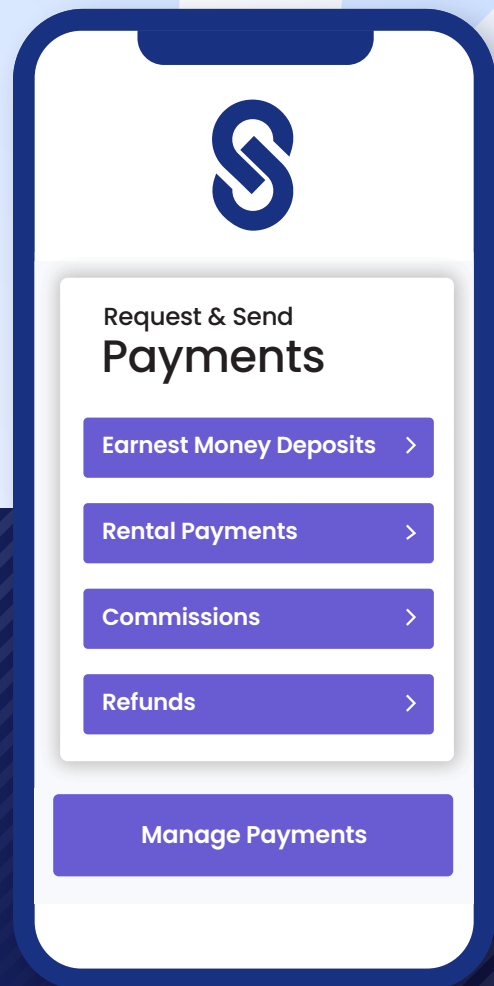 Request & Send
Payments
Earnest Money Deposits
Rental Payments
Commissions
Refunds
Manage Payments